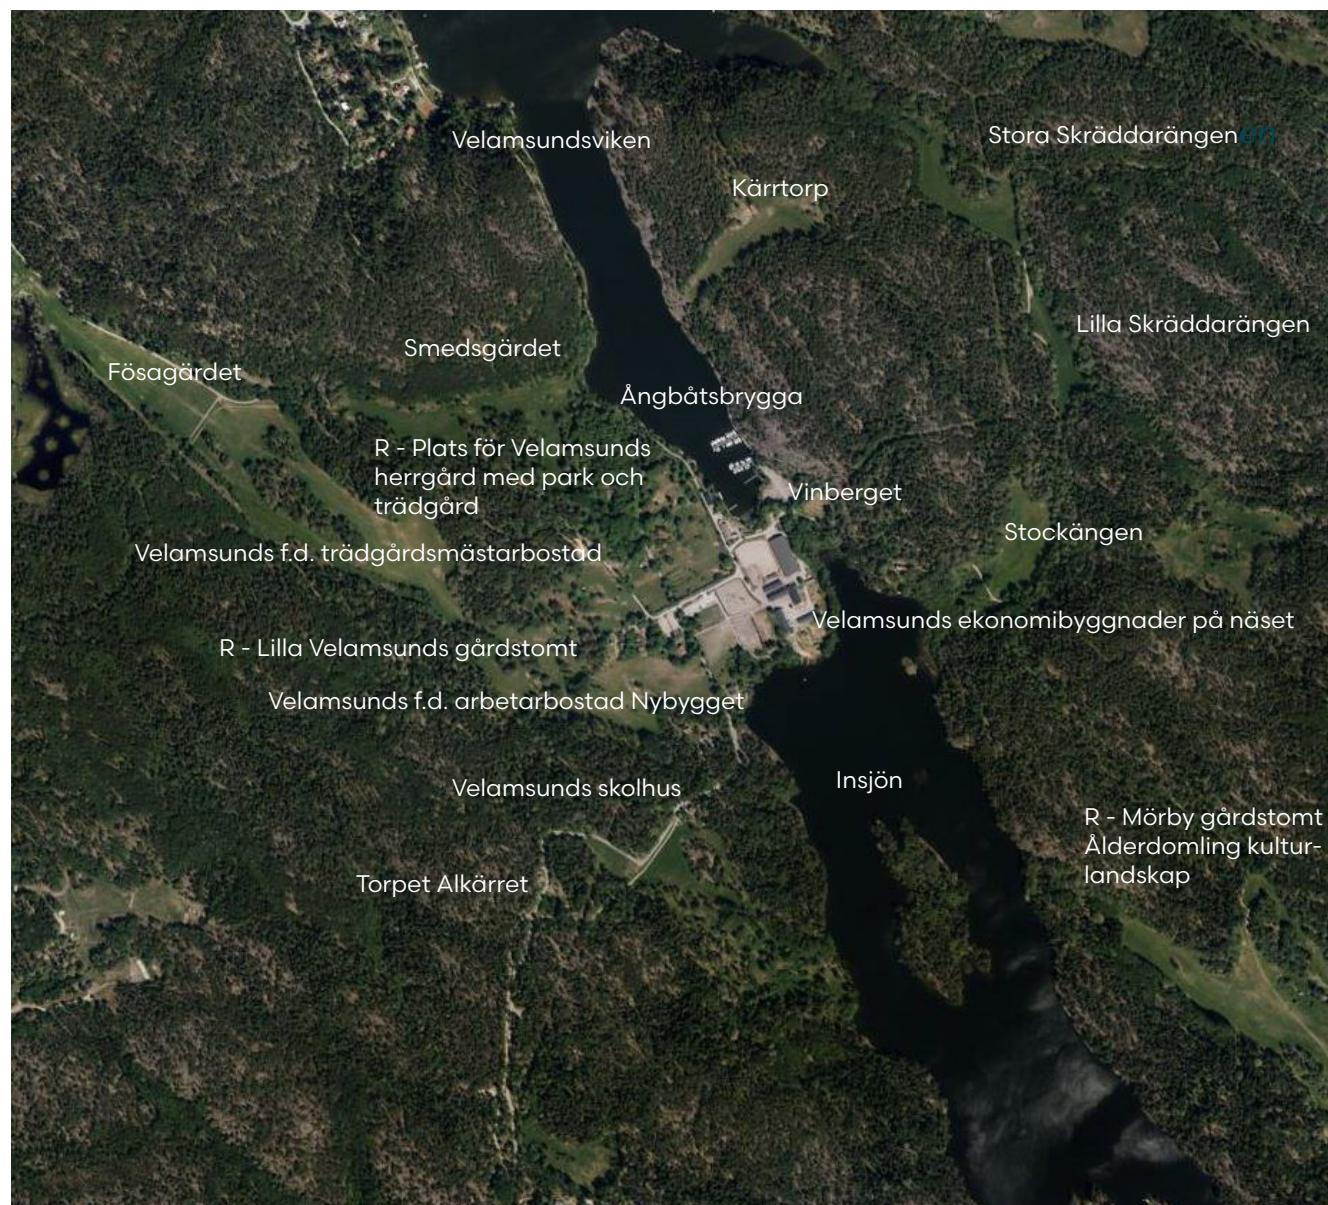 Velamsundsviken
Stora Skräddarängenen
Kärrtorp
Lilla Skräddarängen
Smedsgärdet
Fösagärdet
Ångbåtsbrygga
R - Plats för Velamsunds
herrgård med park och
trädgård
Vinberget
Stockängen
Velamsunds f.d. trädgårdsmästarbostad
Velamsunds ekonomibyggnader på näset
R - Lilla Velamsunds gårdstomt
Velamsunds f.d. arbetarbostad Nybygget
Insjön
Velamsunds skolhus
R - Mörby gårdstomt
Ålderdomling kultur-
landskap
Torpet Alkärret